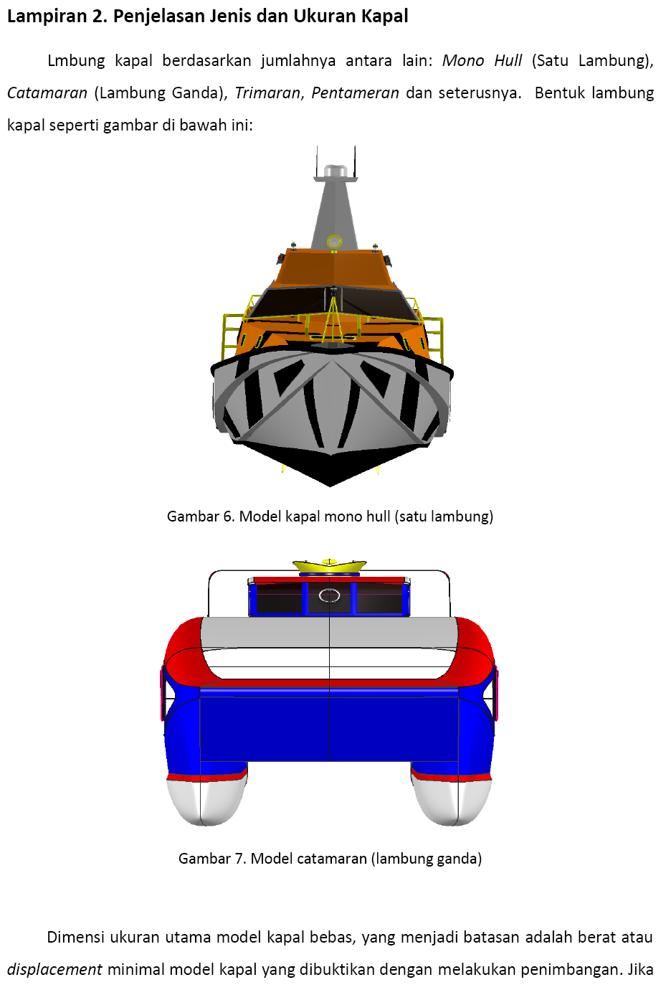 Lampiran 2. Penjelasan Jenis dan Ukuran Kapal
Lmbung kapal berdasarkan jumlahnya antara lain: Mono Hull (Satu Lambung),
Catamaran (Lambung Ganda), Trimaran, Pentameran dan seterusnya. Bentuk lambung
kapal seperti gambar di bawah ini:
Gambar 6. Model kapal mono hull (satu lambung)
Gambar 7. Model catamaran (lambung ganda)
Dimensi ukuran utama model kapal bebas, yang menjadi batasan adalah berat atau
displacement minimal model kapal yang dibuktikan dengan melakukan penimbangan. Jika